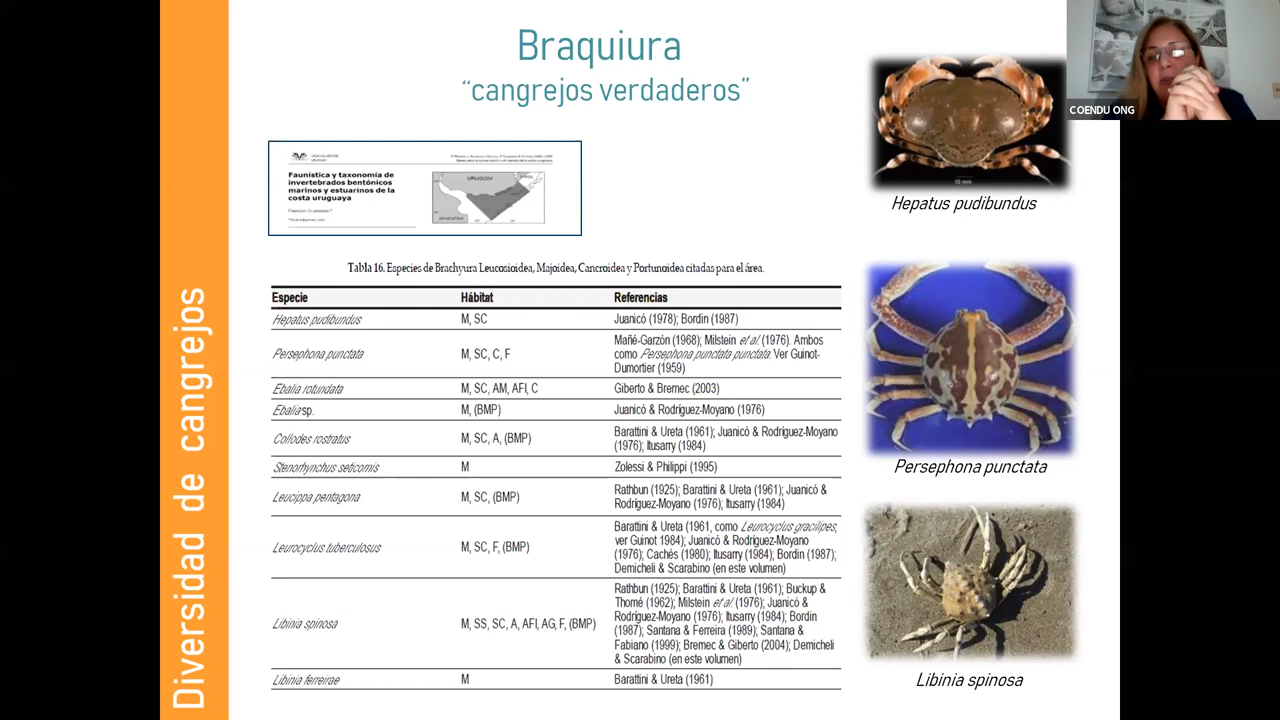 Braquiura
“cangrejos verdaderos”
COENDU ONG
Diversidad de cangrejos
Faunística y taxonomía de
invertebrados bentónicos
marinos y estuarinos de la
costa uruguaya
URUGUAY
Tabla 16. Especies de Brachyura Leucosioidea, Majoidea, Cancroidea y Portunoidea citadas para el área.
Especie Hábitat Referencias
Hepatus pudibundus M, SC Juanicó (1978); Bordin (1987)
Persephona punctata M, SC, C, F Mañé-Garzón (1968); Milstein et al. (1976). Ambos
como Persephona punctata punctata. Ver Guinot-
Dumortier (1959)
Ebalia rotundata M, SC, AM, AFI, C Giberto & Bremec (2003)
Ebalia sp. M, (BMP) Juanicó & Rodríguez-Moyano (1976)
Collodes rostratus M, SC, A, (BMP) Barattini & Ureta (1961); Juanicó & Rodríguez-Moyano
(1976); Itusarry (1984)
Stenorhynchus seticornis M Zolessi & Philippi (1995)
Leucippa pentagona M, SC, (BMP) Rathbun (1925); Barattini & Ureta (1961); Juanicó &
Rodríguez-Moyano (1976); Itusarry (1984)
Leurocyclus tuberculosus M, SC, F, (BMP) Barattini & Ureta (1961, como Leurocyclus gracilipes,
ver Guinot 1984); Juanicó & Rodríguez-Moyano
(1976); Cachés (1980); Itusarry (1984); Bordin (1987);
Demicheli & Scarabino (en este volumen)
Libinia spinosa M, SS, SC, A, AFI, AG, F, (BMP) Rathbun (1925); Barattini & Ureta (1961); Buckup &
Thomé (1962); Milstein et al. (1976); Juanicó &
Rodríguez-Moyano (1976); Itusarry (1984); Bordin
(1987); Santana & Ferreira (1989); Santana &
Fabiano (1999); Bremec & Giberto (2004); Demicheli
& Scarabino (en este volumen)
Libinia ferreirae M Barattini & Ureta (1961)
10 mm
Hepatus pudibundus
Persephona punctata
Libinia spinosa